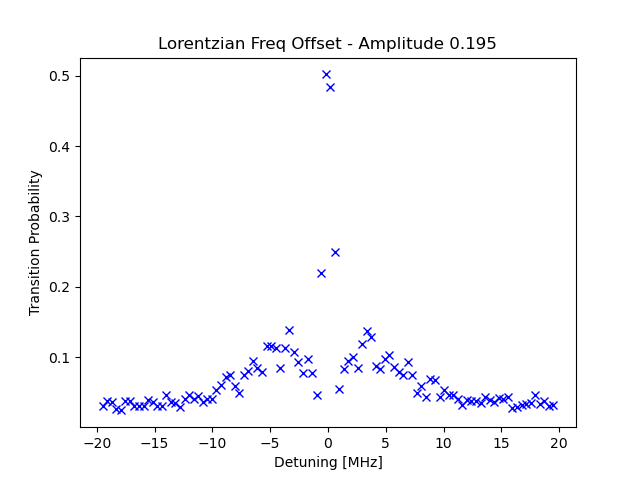 Lorentzian Freq Offset - Amplitude 0.195
0.5
0.4
0.3
0.2
0.1
Transition Probability
−20 −15 −10 −5 0 5 10 15 20
Detuning [MHz]